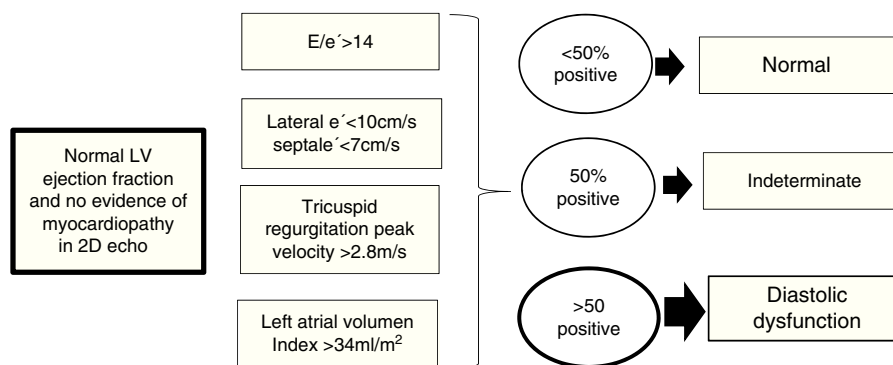 Normal LV
ejection fraction
and no evidence of
myocardiopathy
in 2D echo
E/e´>14
Lateral e´<10cm/s
septale´<7cm/s
Tricuspid
regurgitation peak
velocity >2.8m/s
Left atrial volumen
Index >34ml/m²
<50%
positive
Normal
50%
positive
Indeterminate
>50
positive
Diastolic
dysfunction